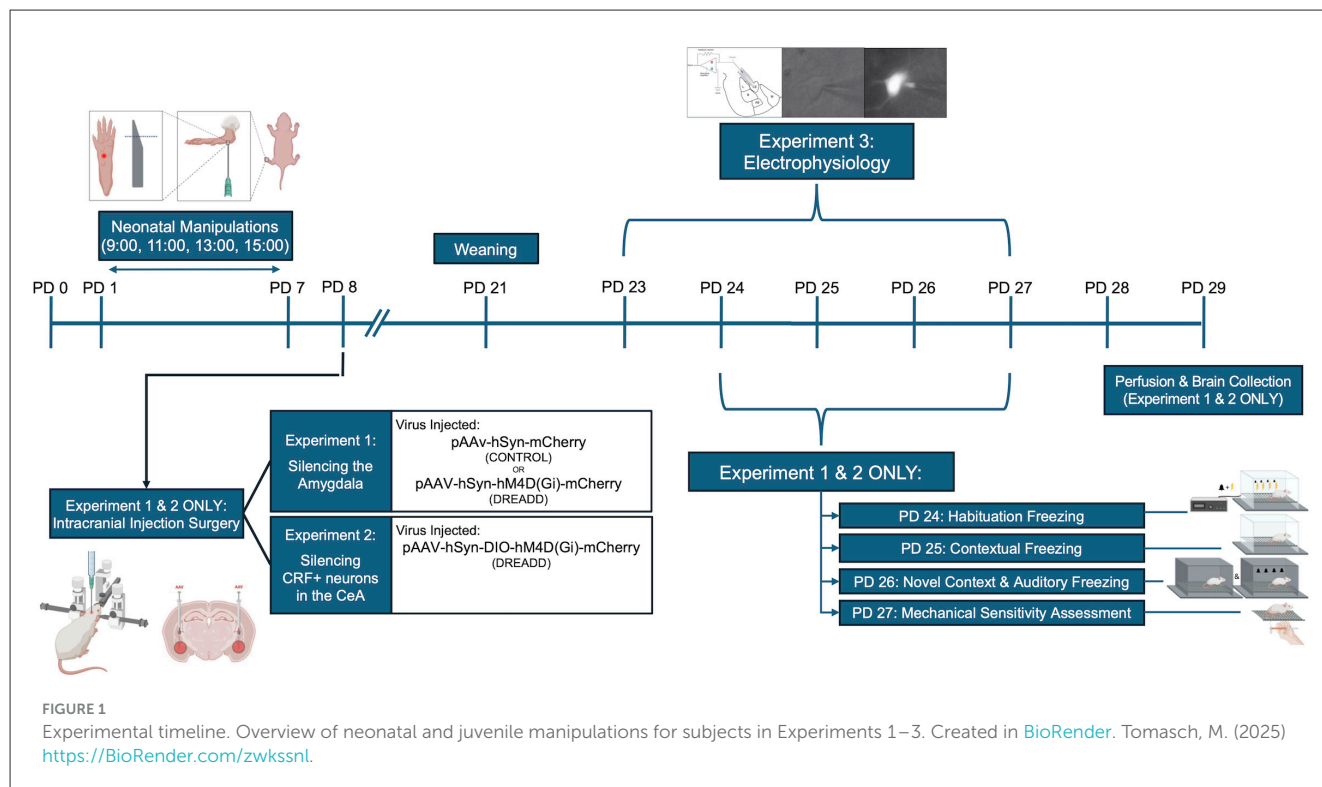 Experiment 3:
Electrophysiology
Neonatal Manipulations
(9:00, 11:00, 13:00, 15:00)
Weaning
PD 0
PD 1
PD 7
PD 8
PD 21
PD 23
PD 24
PD 25
PD 26
PD 27
PD 28
PD 29
Perfusion & Brain Collection
(Experiment 1 & 2 ONLY)
Experiment 1 & 2 ONLY:
Intracranial Injection Surgery
Experiment 1:
Silencing the
Amygdala
Virus Injected:
pAAv-hSyn-mCherry
(CONTROL)
OR
pAAV-hSyn-hM4D(Gi)-mCherry
(DREADD)
Experiment 2:
Silencing
CRF+ neurons
in the CeA
Virus Injected:
pAAV-hSyn-DIO-hM4D(Gi)-mCherry
(DREADD)
AAV
AAV
Experiment 1 & 2 ONLY:
PD 24: Habituation Freezing
+
PD 25: Contextual Freezing
PD 26: Novel Context & Auditory Freezing
&
PD 27: Mechanical Sensitivity Assessment
FIGURE 1
Experimental timeline. Overview of neonatal and juvenile manipulations for subjects in Experiments 1–3. Created in BioRender. Tomasch, M. (2025)
https://BioRender.com/zwkssnl.